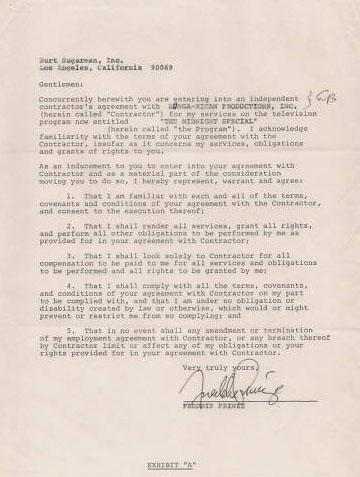 Burt Sugarman, Inc.
Los Angeles, California 90069
Gentlemen:
Concurrently herewith you are entering into an independent
contractor's agreement with HUNGA-RICAN PRODUCTIONS, INC.
(herein called "Contractor") for my services on the television
program now entitled "THE MIDNIGHT SPECIAL"
(herein called "the Program"). I acknowledge
familiarity with the terms of your agreement with the
Contractor, insofar as it concerns my services, obligations
and grants of rights to you.
As an inducement to you to enter into your agreement with
Contractor and as a material part of the consideration
moving you to do so, I hereby represent, warrant and agree:
1. That I am familiar with each and all of the terms,
covenants and conditions of your agreement with the Contractor,
and consent to the execution thereof;
2. That I shall render all services, grant all rights,
and perform all other obligations to be performed by me as
provided for in your agreement with Contractor;
3. That I shall look solely to Contractor for all
compensation to be paid to me for all services and obligations
to be performed and all rights to be granted by me;
4. That I shall comply with all the terms, covenants,
and conditions of your agreement with Contractor on my part
to be complied with, and that I am under no obligation or
disability created by law or otherwise, which would or might
prevent or restrict me from so complying; and
5. That in no event shall any amendment or termination
of my employment agreement with Contractor, or any breach thereof
by Contractor limit or affect any of my obligations or your
rights provided for in your agreement with Contractor.
Very truly yours,
Freddie Prinze
FREDDIE PRINZE
EXHIBIT "A"